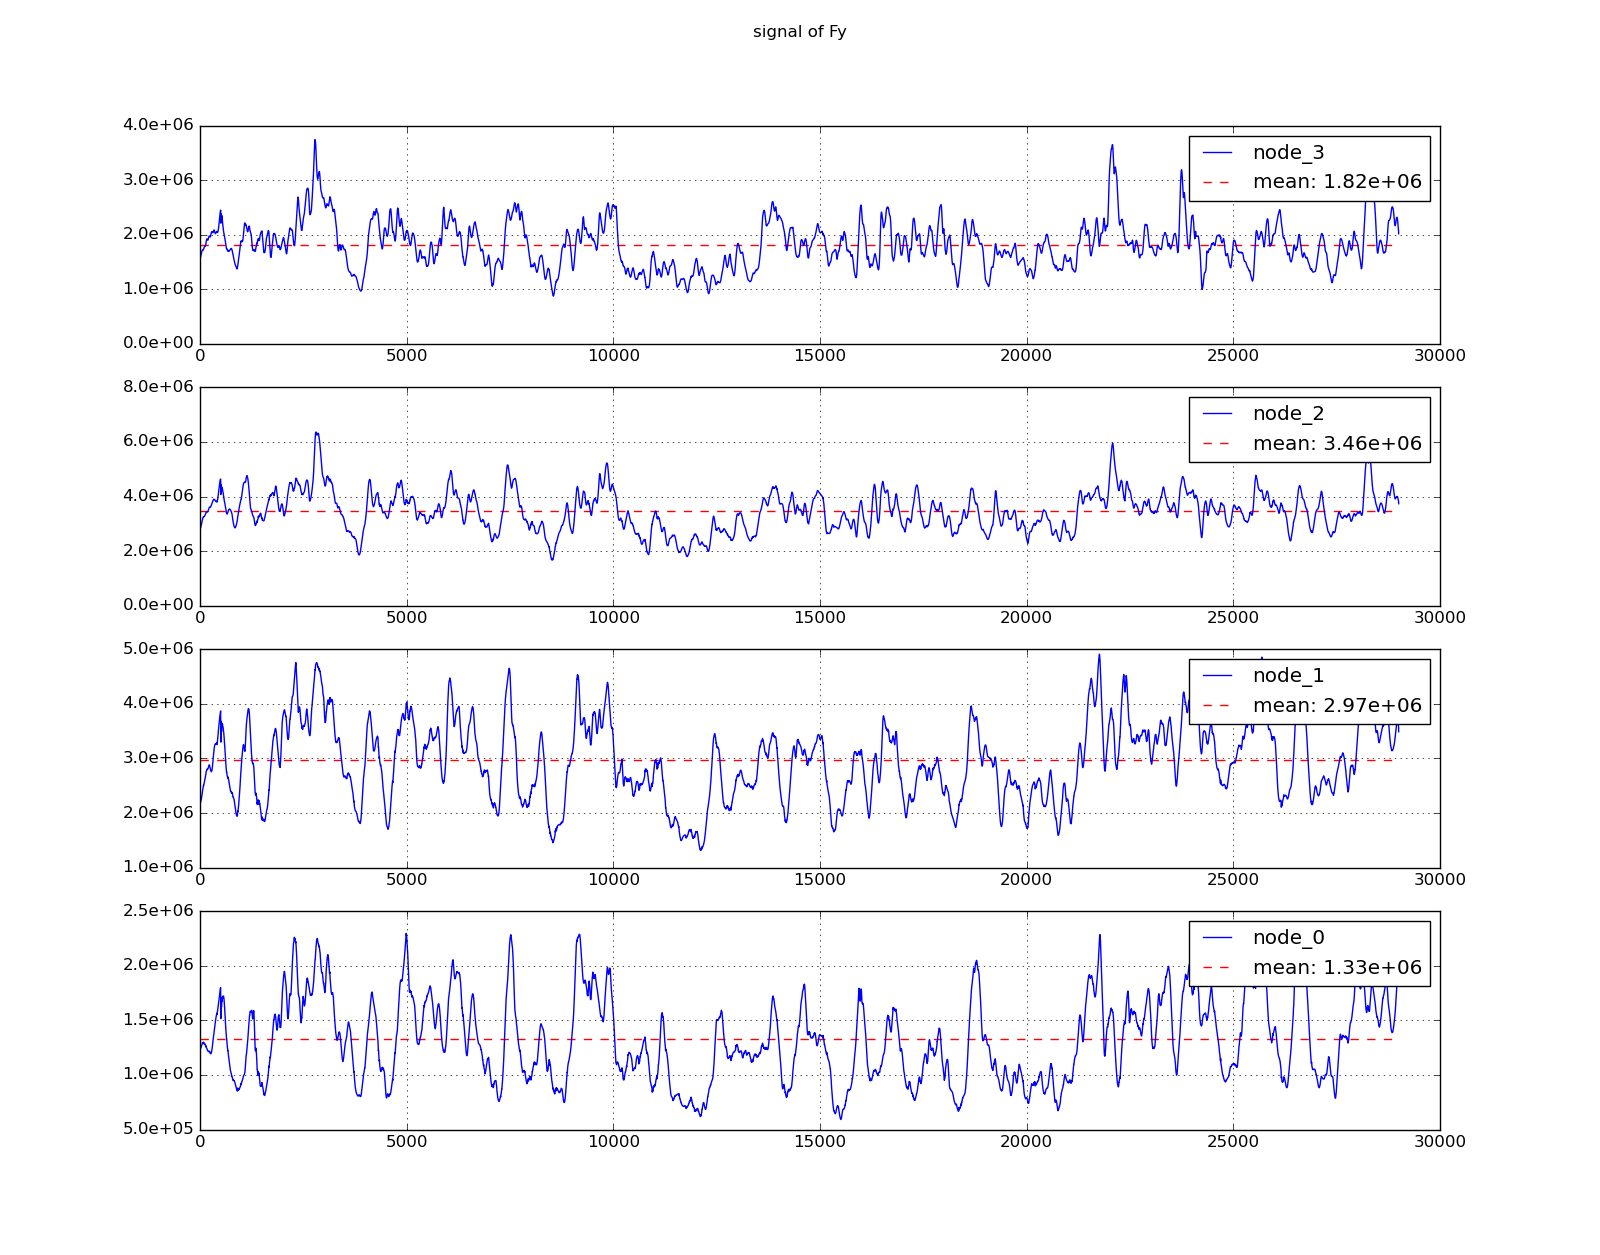 signal of Fy
4.0e+06
3.0e+06
2.0e+06
1.0e+06
0.0e+00
node_3
mean: 1.82e+06
0 5000 10000 15000 20000 25000 30000
8.0e+06
6.0e+06
4.0e+06
2.0e+06
0.0e+00
node_2
mean: 3.46e+06
0 5000 10000 15000 20000 25000 30000
5.0e+06
4.0e+06
3.0e+06
2.0e+06
1.0e+06
node_1
mean: 2.97e+06
0 5000 10000 15000 20000 25000 30000
2.5e+06
2.0e+06
1.5e+06
1.0e+06
5.0e+05
node_0
mean: 1.33e+06
0 5000 10000 15000 20000 25000 30000